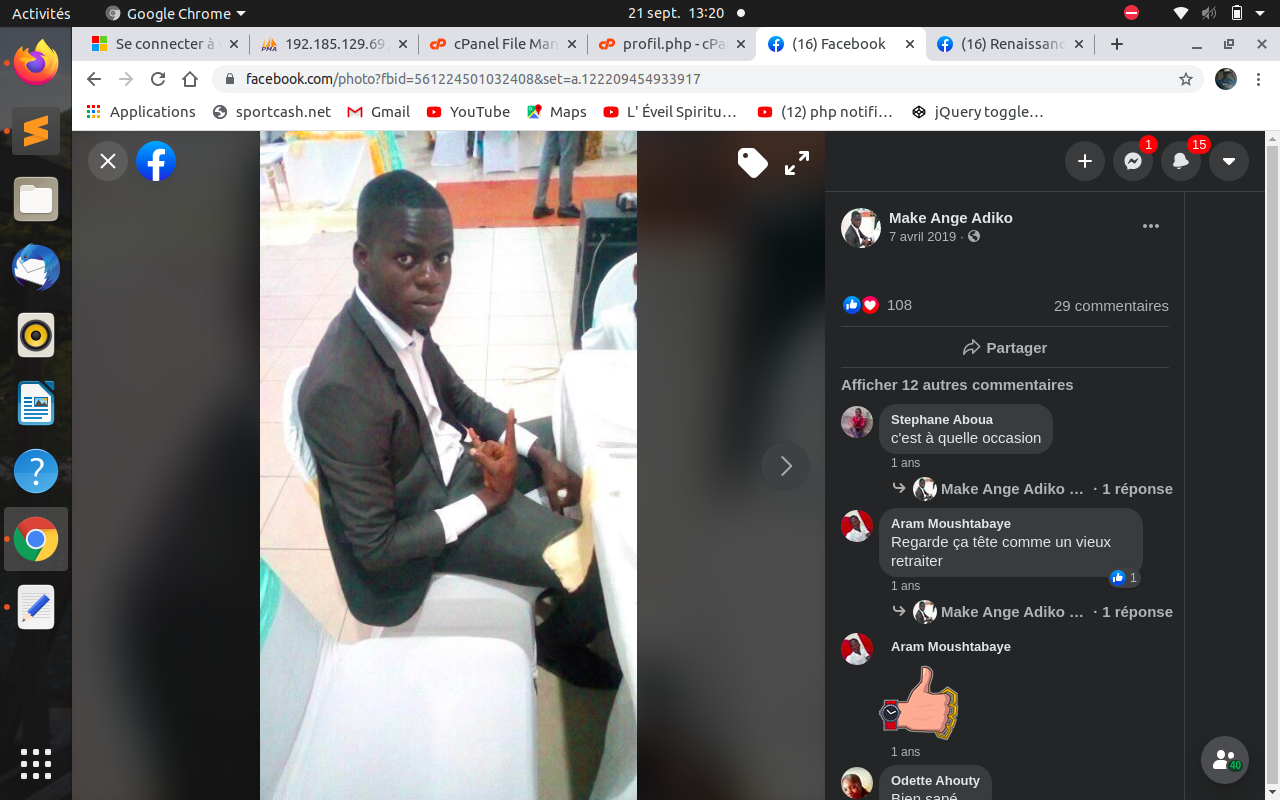 Activités
Google Chrome
21 sept. 13:20
Se connecter à
192.185.129.69
cPanel File Man
profil.php - cPa
(16) Facebook
(16) Renaissanc
facebook.com/photo?fbid=561224501032408&set=a.122209454933917
Applications
sportcash.net
Gmail
YouTube
Maps
L' Éveil Spiritu…
(12) php notifi…
jQuery toggle…
1
15
Make Ange Adiko
7 avril 2019 ·
108
29 commentaires
Partager
Afficher 12 autres commentaires
Stephane Aboua
c'est à quelle occasion
1 ans
Make Ange Adiko … · 1 réponse
Aram Moushtabaye
Regarde ça tête comme un vieux
retraiter
1
1 ans
Make Ange Adiko … · 1 réponse
Aram Moushtabaye
1 ans
40
Odette Ahouty
Bien sapé